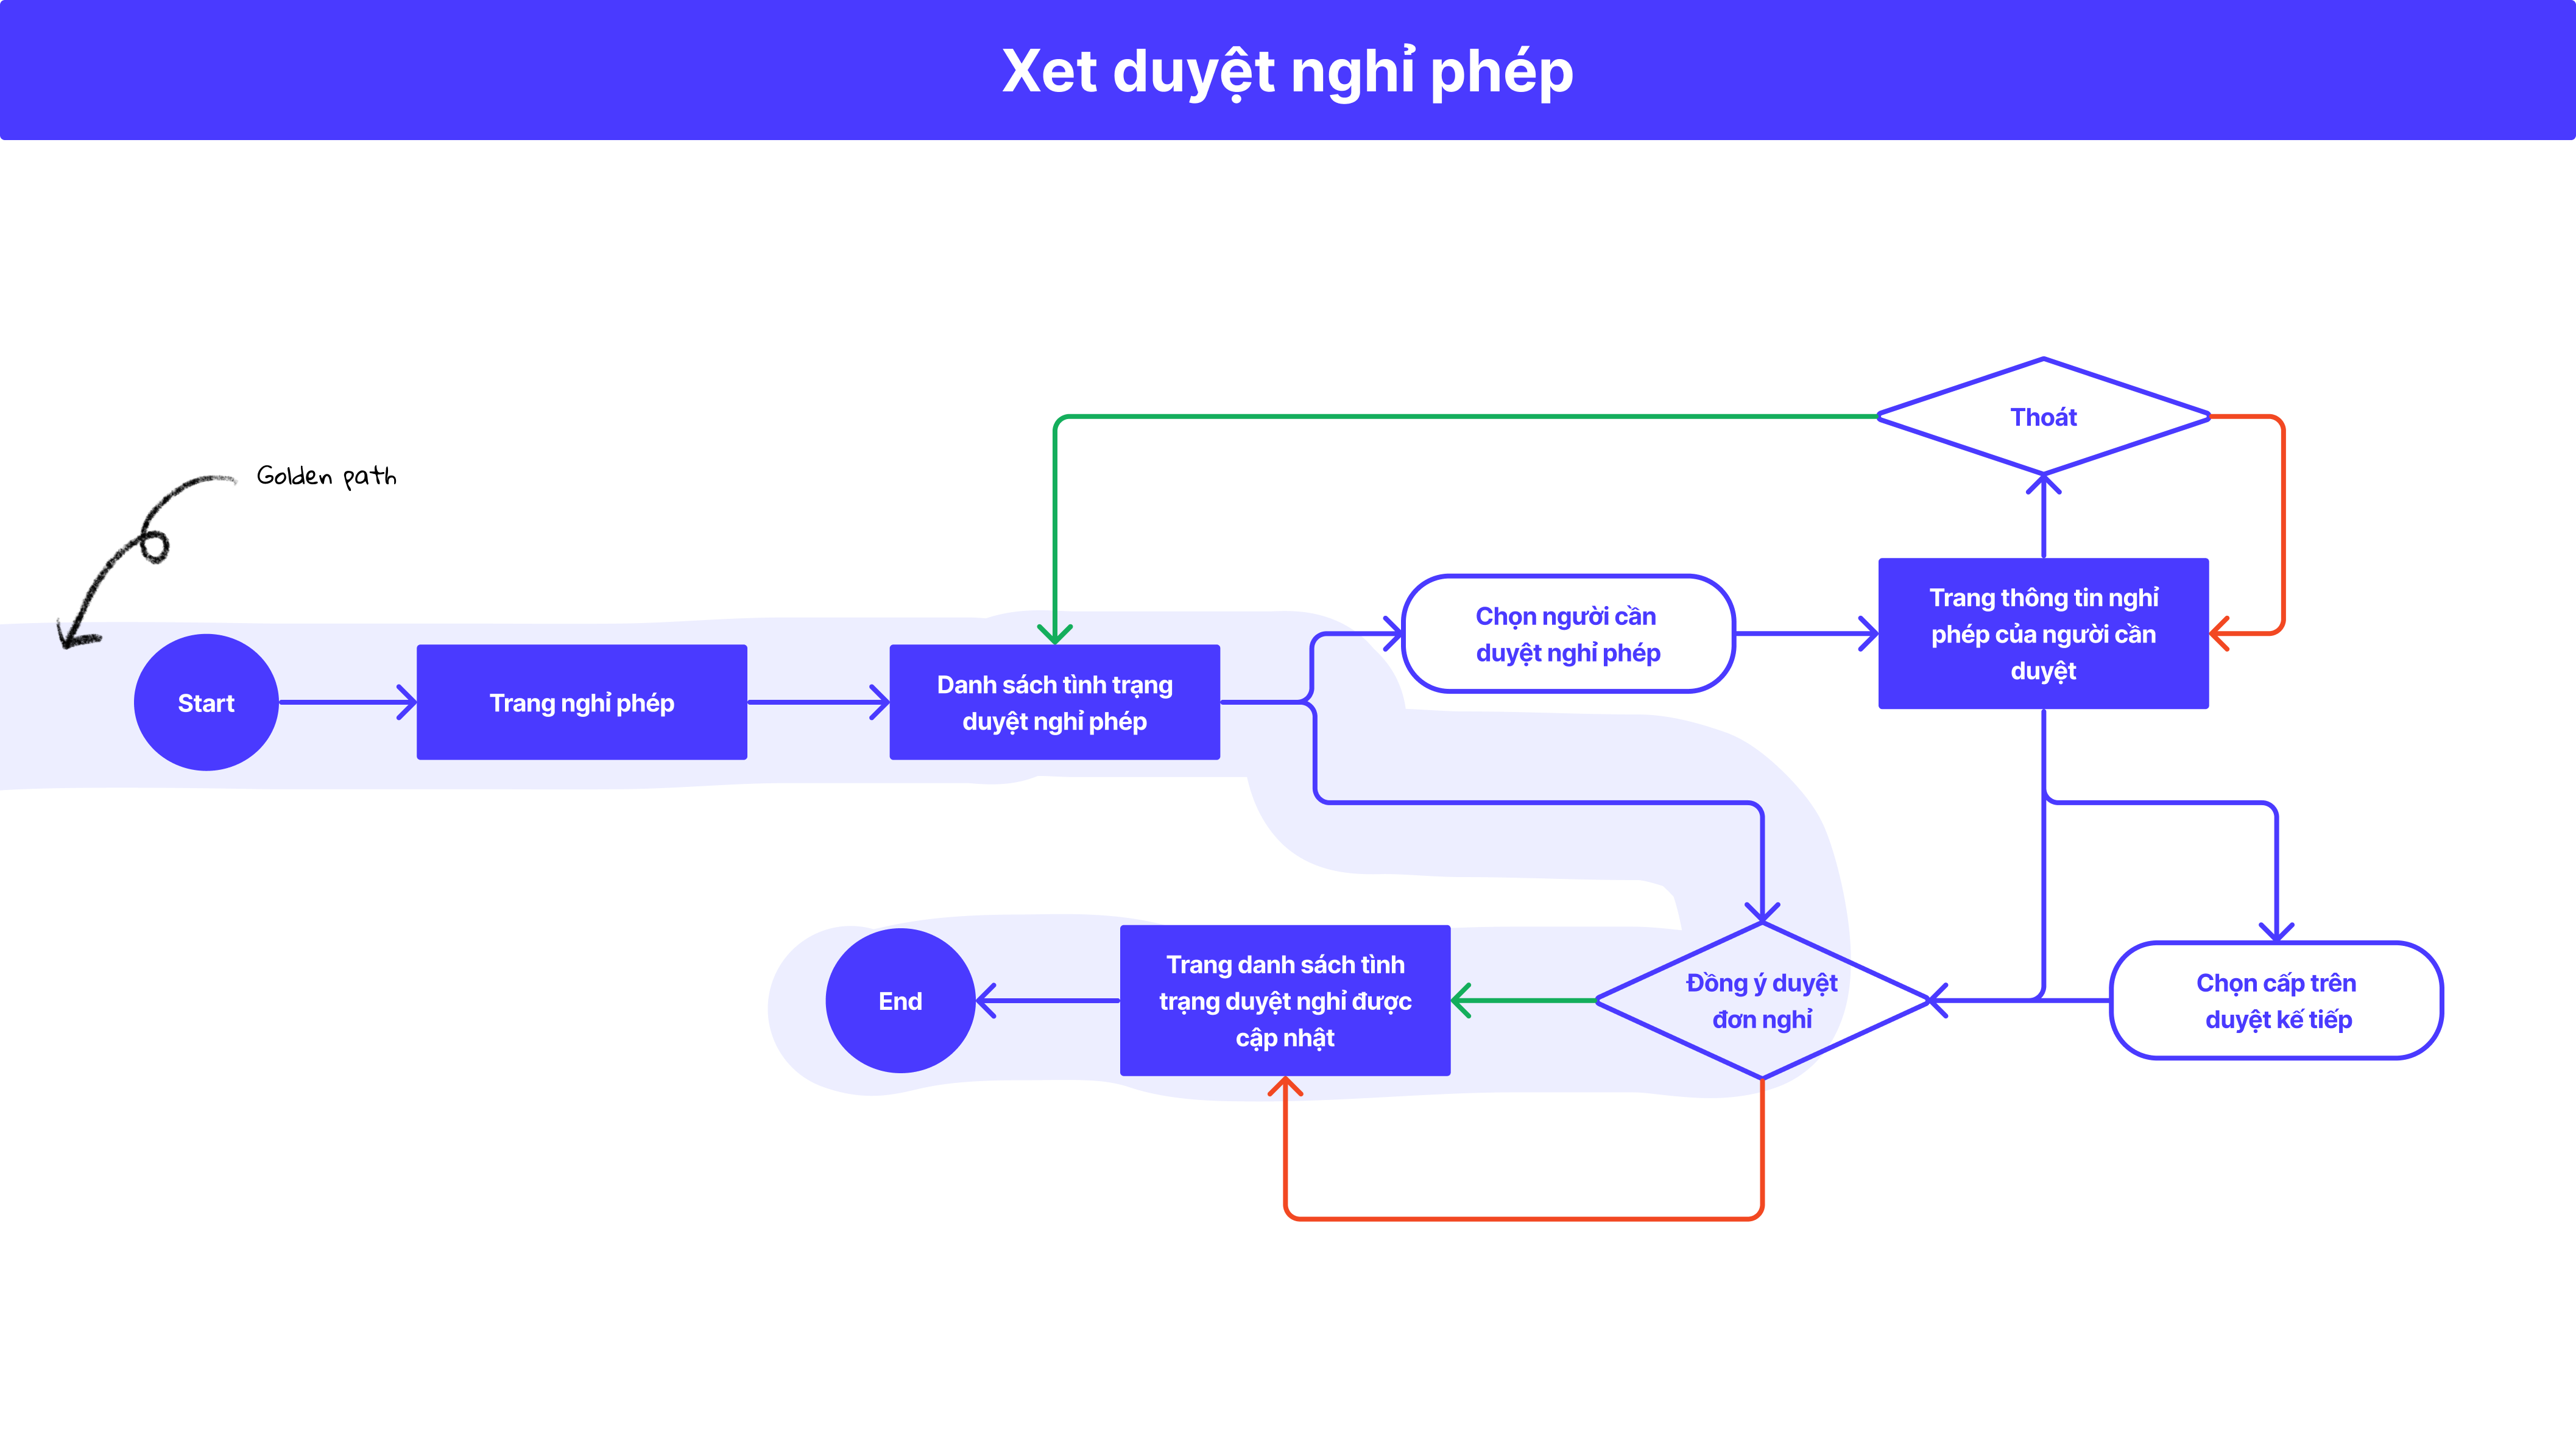 Xet duyệt nghỉ phép
Thoát
Golden path
Chọn người cần
duyệt nghỉ phép
Trang thông tin nghỉ
phép của người cần
duyệt
Start
Trang nghỉ phép
Danh sách tình trạng
duyệt nghỉ phép
End
Trang danh sách tình
trạng duyệt nghỉ được
cập nhật
Đồng ý duyệt
đơn nghỉ
Chọn cấp trên
duyệt kế tiếp